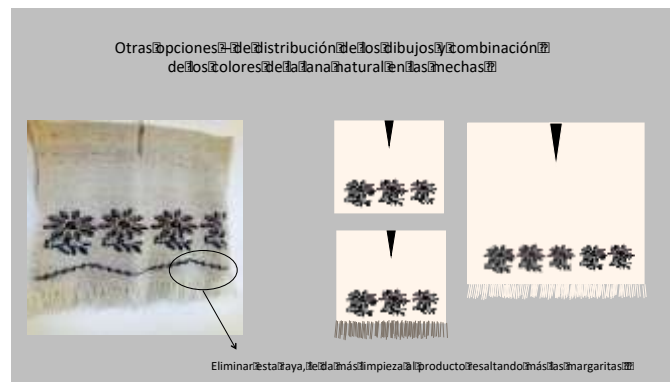 Otras opciones – de distribución de los dibujos y combinación
de los colores de la lana natural en las mechas
Eliminar esta raya, le da más limpieza al producto resaltando más las margaritas